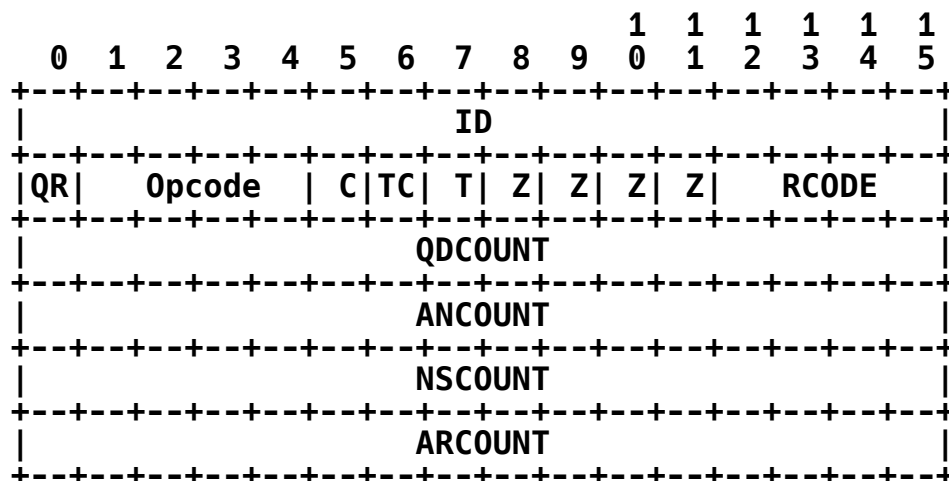 1  1  1  1  1  1
  0  1  2  3  4  5  6  7  8  9  0  1  2  3  4  5
+--+--+--+--+--+--+--+--+--+--+--+--+--+--+--+--+
|                      ID                       |
+--+--+--+--+--+--+--+--+--+--+--+--+--+--+--+--+
|QR|   Opcode  | C|TC| T| Z| Z| Z| Z|   RCODE   |
+--+--+--+--+--+--+--+--+--+--+--+--+--+--+--+--+
|                    QDCOUNT                    |
+--+--+--+--+--+--+--+--+--+--+--+--+--+--+--+--+
|                    ANCOUNT                    |
+--+--+--+--+--+--+--+--+--+--+--+--+--+--+--+--+
|                    NSCOUNT                    |
+--+--+--+--+--+--+--+--+--+--+--+--+--+--+--+--+
|                    ARCOUNT                    |
+--+--+--+--+--+--+--+--+--+--+--+--+--+--+--+--+